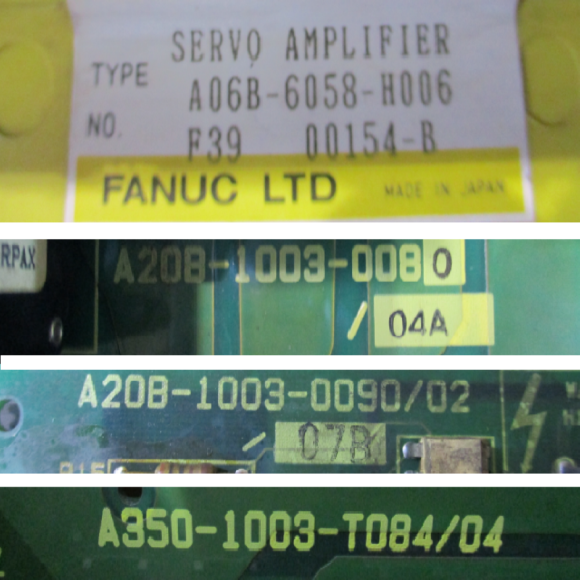 SERVO AMPLIFIER
TYPE A06B-6058-H006
NO. F39 00154-B
FANUC LTD MADE IN JAPAN
RPAX
A20B-1003-0080
/ 04A
A20B-1003-0090/02
/ 07B
A350-1003-T084/04